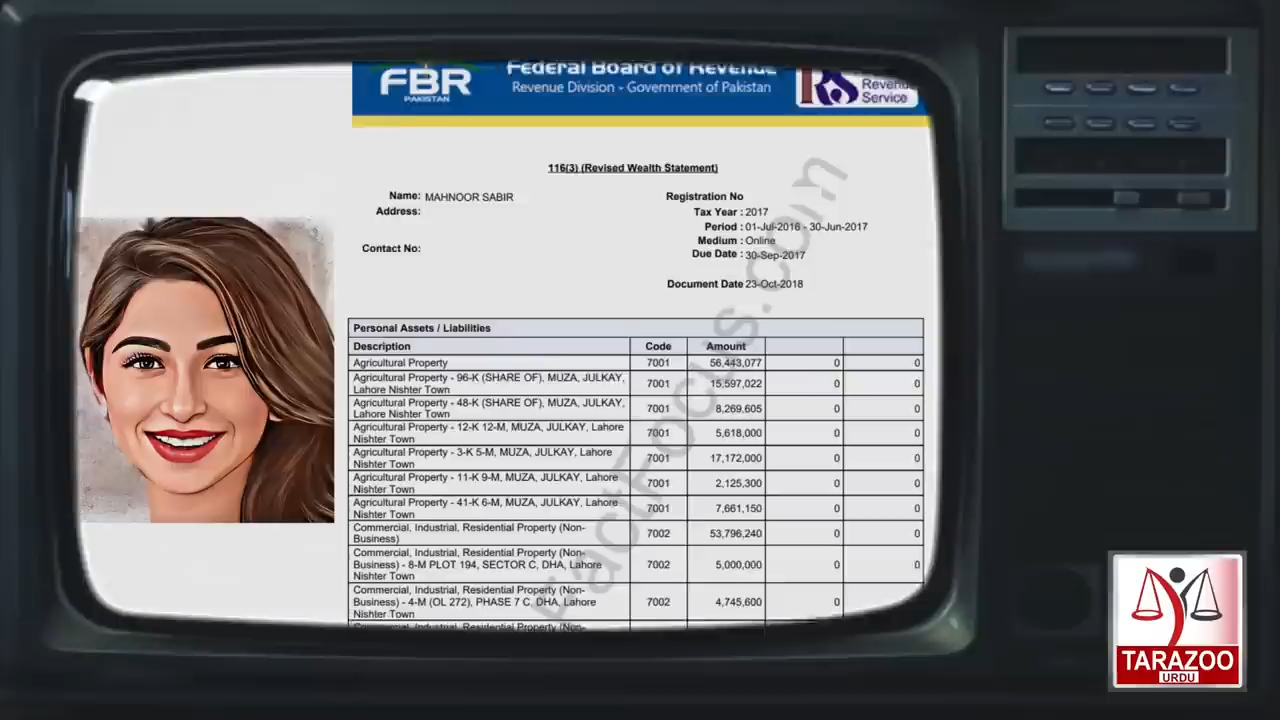 FBR
PAKISTAN
Federal Board of Revenue
Revenue Division - Government of Pakistan
Revenue
Service
116(3) (Revised Wealth Statement)
Name: MAHNOOR SABIR
Address:
Contact No:
Registration No
Tax Year : 2017
Period : 01-Jul-2016 - 30-Jun-2017
Medium : Online
Due Date : 30-Sep-2017
Document Date 23-Oct-2018
FactFocus.com
Personal Assets / Liabilities
Description Code Amount
Agricultural Property 7001 56,443,077 0 0
Agricultural Property - 96-K (SHARE OF), MUZA, JULKAY, 7001 15,597,022 0 0
Lahore Nishter Town
Agricultural Property - 48-K (SHARE OF), MUZA, JULKAY, 7001 8,269,605 0 0
Lahore Nishter Town
Agricultural Property - 12-K 12-M, MUZA, JULKAY, Lahore 7001 5,618,000 0 0
Nishter Town
Agricultural Property - 3-K 5-M, MUZA, JULKAY, Lahore 7001 17,172,000 0 0
Nishter Town
Agricultural Property - 11-K 9-M, MUZA, JULKAY, Lahore 7001 2,125,300 0 0
Nishter Town
Agricultural Property - 41-K 6-M, MUZA, JULKAY, Lahore 7001 7,661,150 0 0
Nishter Town
Commercial, Industrial, Residential Property (Non- 7002 53,796,240 0 0
Business)
Commercial, Industrial, Residential Property (Non-
Business) - 8-M PLOT 194, SECTOR C, DHA, Lahore 7002 5,000,000 0 0
Nishter Town
Commercial, Industrial, Residential Property (Non-
Business) - 4-M (OL 272), PHASE 7 C, DHA, Lahore 7002 4,745,600 0
Nishter Town
Commercial, Industrial, Residential Property (Non-
TARAZOO
URDU